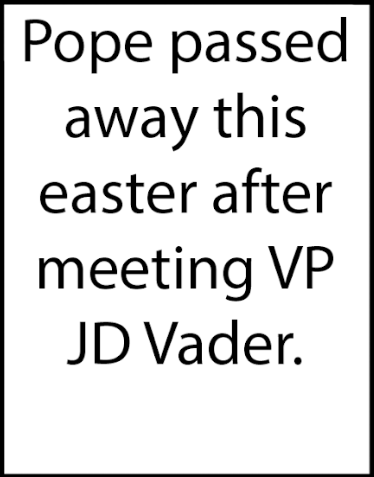 Pope passed
away this
easter after
meeting VP
JD Vader.